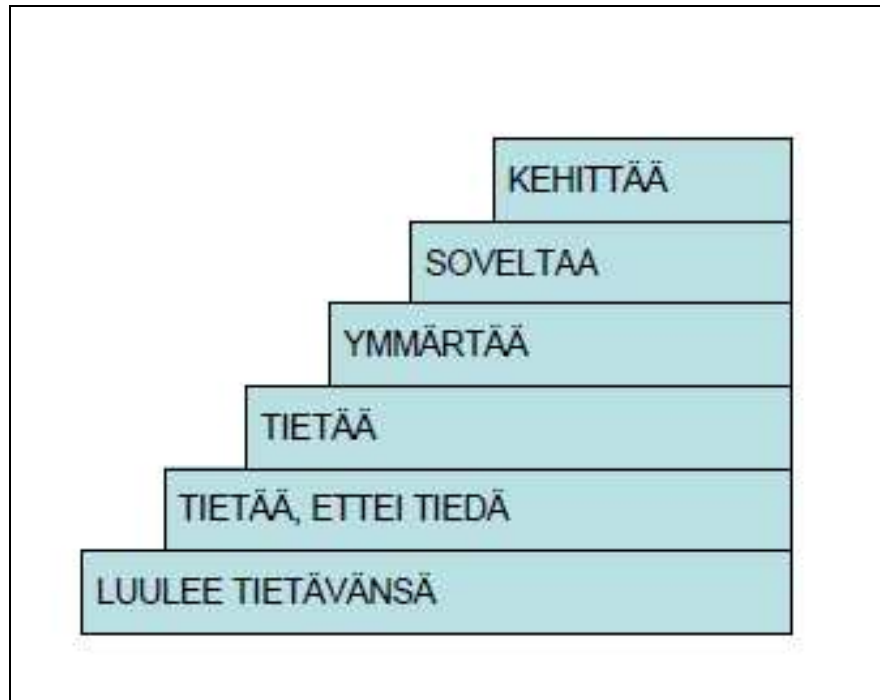 KEHITTÄÄ
SOVELTAA
YMMÄRTÄÄ
TIETÄÄ
TIETÄÄ, ETTEI TIEDÄ
LUULEE TIETÄVÄNSÄ